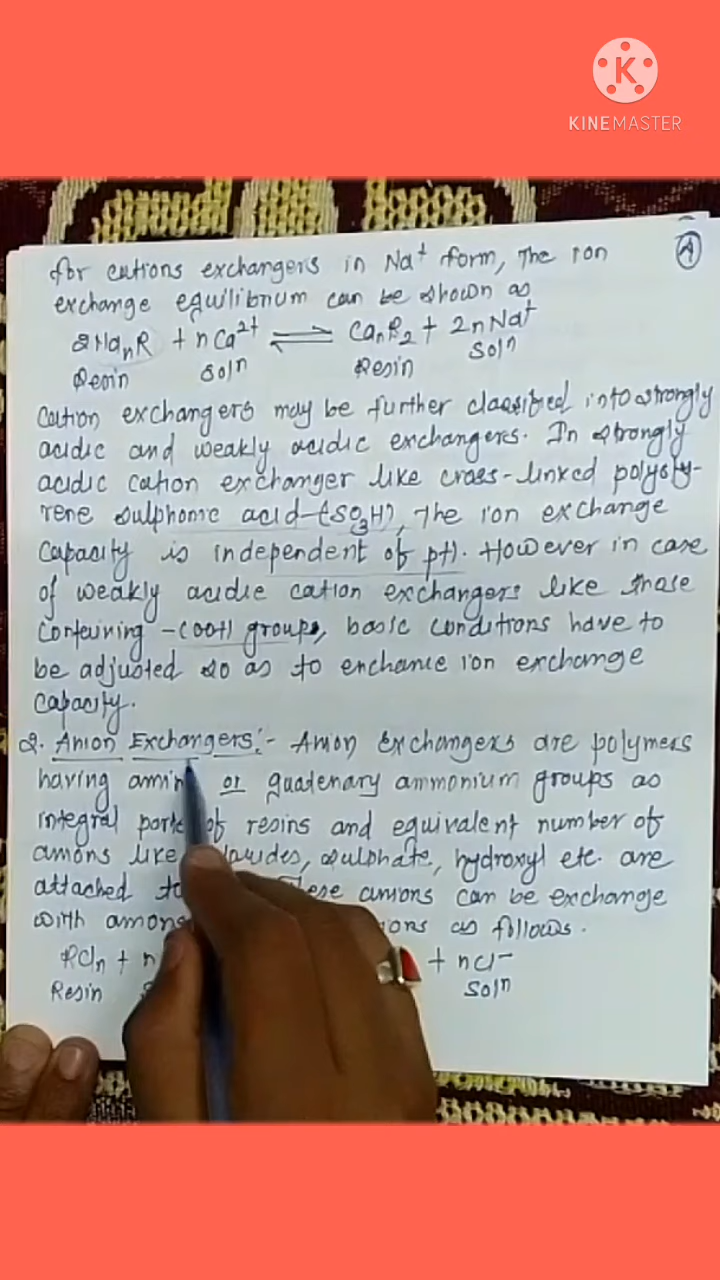 KINEMASTER
A
for cations exchangers in Na+ form, The ion
exchange equilibrium can be shown as
2NanR + nCa2+ ⇌ CanR2 + 2nNa+
Resin Soln Resin Soln
Cation exchangers may be further classified into strongly
acidic and weakly acidic exchangers. In strongly
acidic cation exchanger like cross-linked polysty-
rene sulphonic acid-(SO3H), The ion exchange
capacity is independent of pH. However in case
of weakly acidic cation exchangers like those
containing -COOH groups, basic conditions have to
be adjusted so as to enchance ion exchange
capacity.
2. Anion Exchangers:- Anion exchangers are polymers
having amin or quatenary ammonium groups as
integral part of resins and equivalent number of
anions like sulphate, hydroxyl etc. are
attached to these anions can be exchange
with as follows.
RCln + n + nCl-
Resin Soln